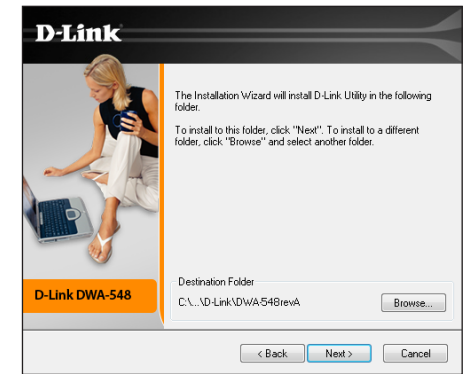 D-Link
The Installation Wizard will install D-Link Utility in the following
folder.
To install to this folder, click "Next". To install to a different
folder, click "Browse" and select another folder.
D-Link DWA-548
Destination Folder
C:\...\D-Link\DWA-548revA
Browse...
< Back
Next >
Cancel